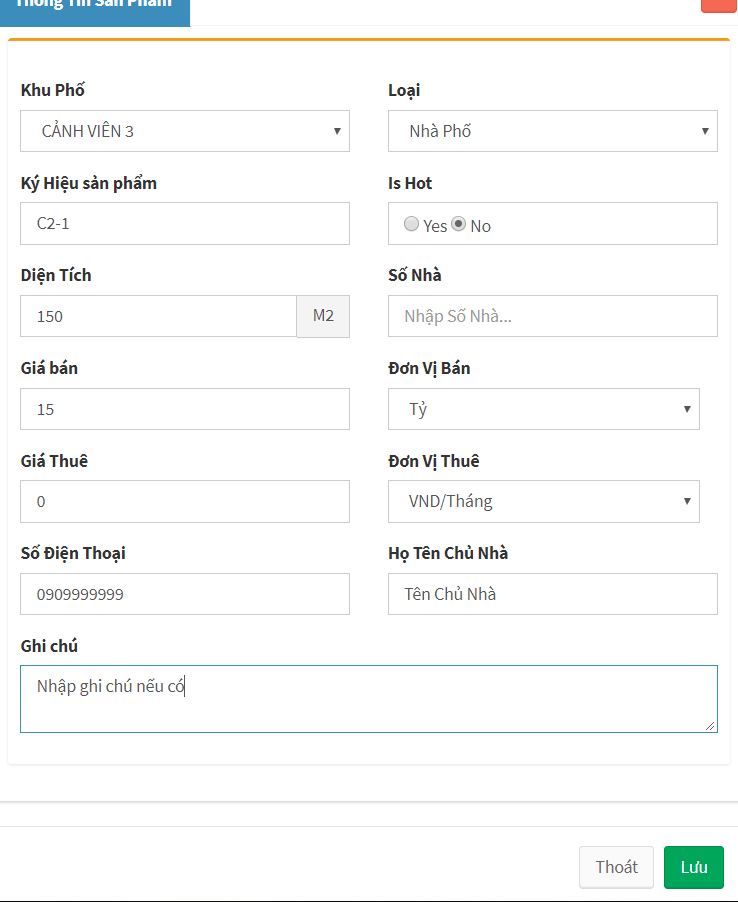 Thông Tin Sản Phẩm
Khu Phố
Loại
CẢNH VIÊN 3
Nhà Phố
Ký Hiệu sản phẩm
Is Hot
C2-1
Yes No
Diện Tích
Số Nhà
150 M2
Nhập Số Nhà...
Giá bán
Đơn Vị Bán
15
Tỷ
Giá Thuê
Đơn Vị Thuê
0
VND/Tháng
Số Điện Thoại
Họ Tên Chủ Nhà
0909999999
Tên Chủ Nhà
Ghi chú
Nhập ghi chú nếu có
Thoát
Lưu